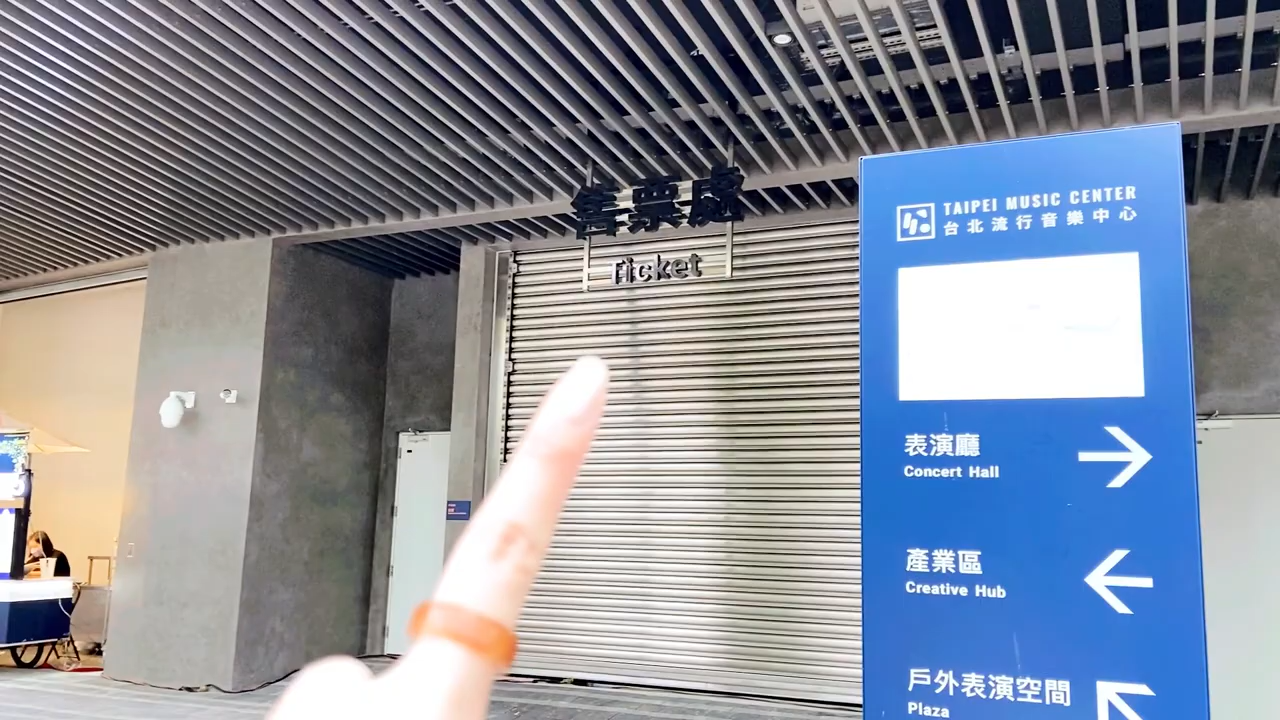 售票處
Ticket
TAIPEI MUSIC CENTER
台北流行音樂中心
表演廳
Concert Hall
產業區
Creative Hub
戶外表演空間
Plaza